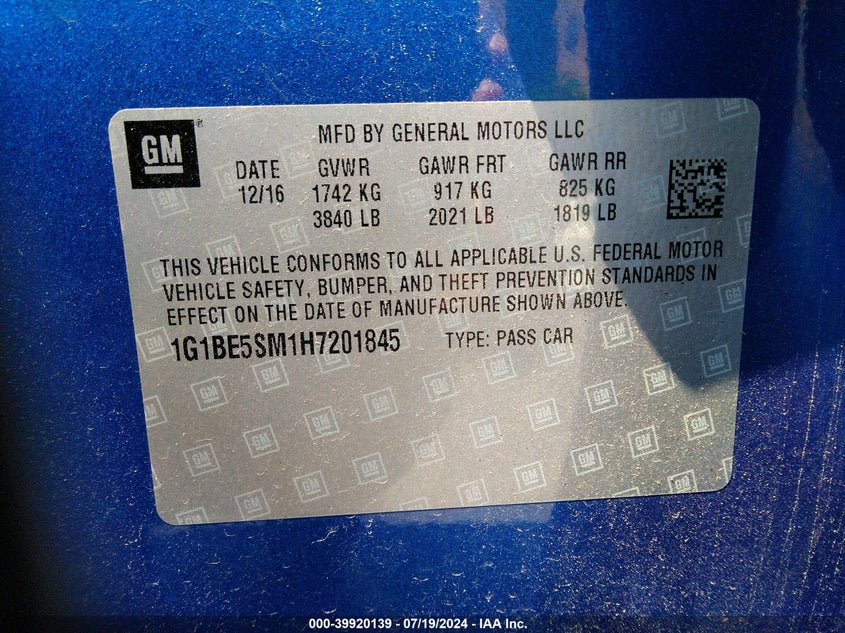 GM
MFD BY GENERAL MOTORS LLC
DATE GVWR GAWR FRT GAWR RR
12/16 1742 KG 917 KG 825 KG
3840 LB 2021 LB 1819 LB
THIS VEHICLE CONFORMS TO ALL APPLICABLE U.S. FEDERAL MOTOR
VEHICLE SAFETY, BUMPER, AND THEFT PREVENTION STANDARDS IN
EFFECT ON THE DATE OF MANUFACTURE SHOWN ABOVE.
1G1BE5SM1H7201845 TYPE: PASS CAR
000-39920139 - 07/19/2024 - IAA Inc.